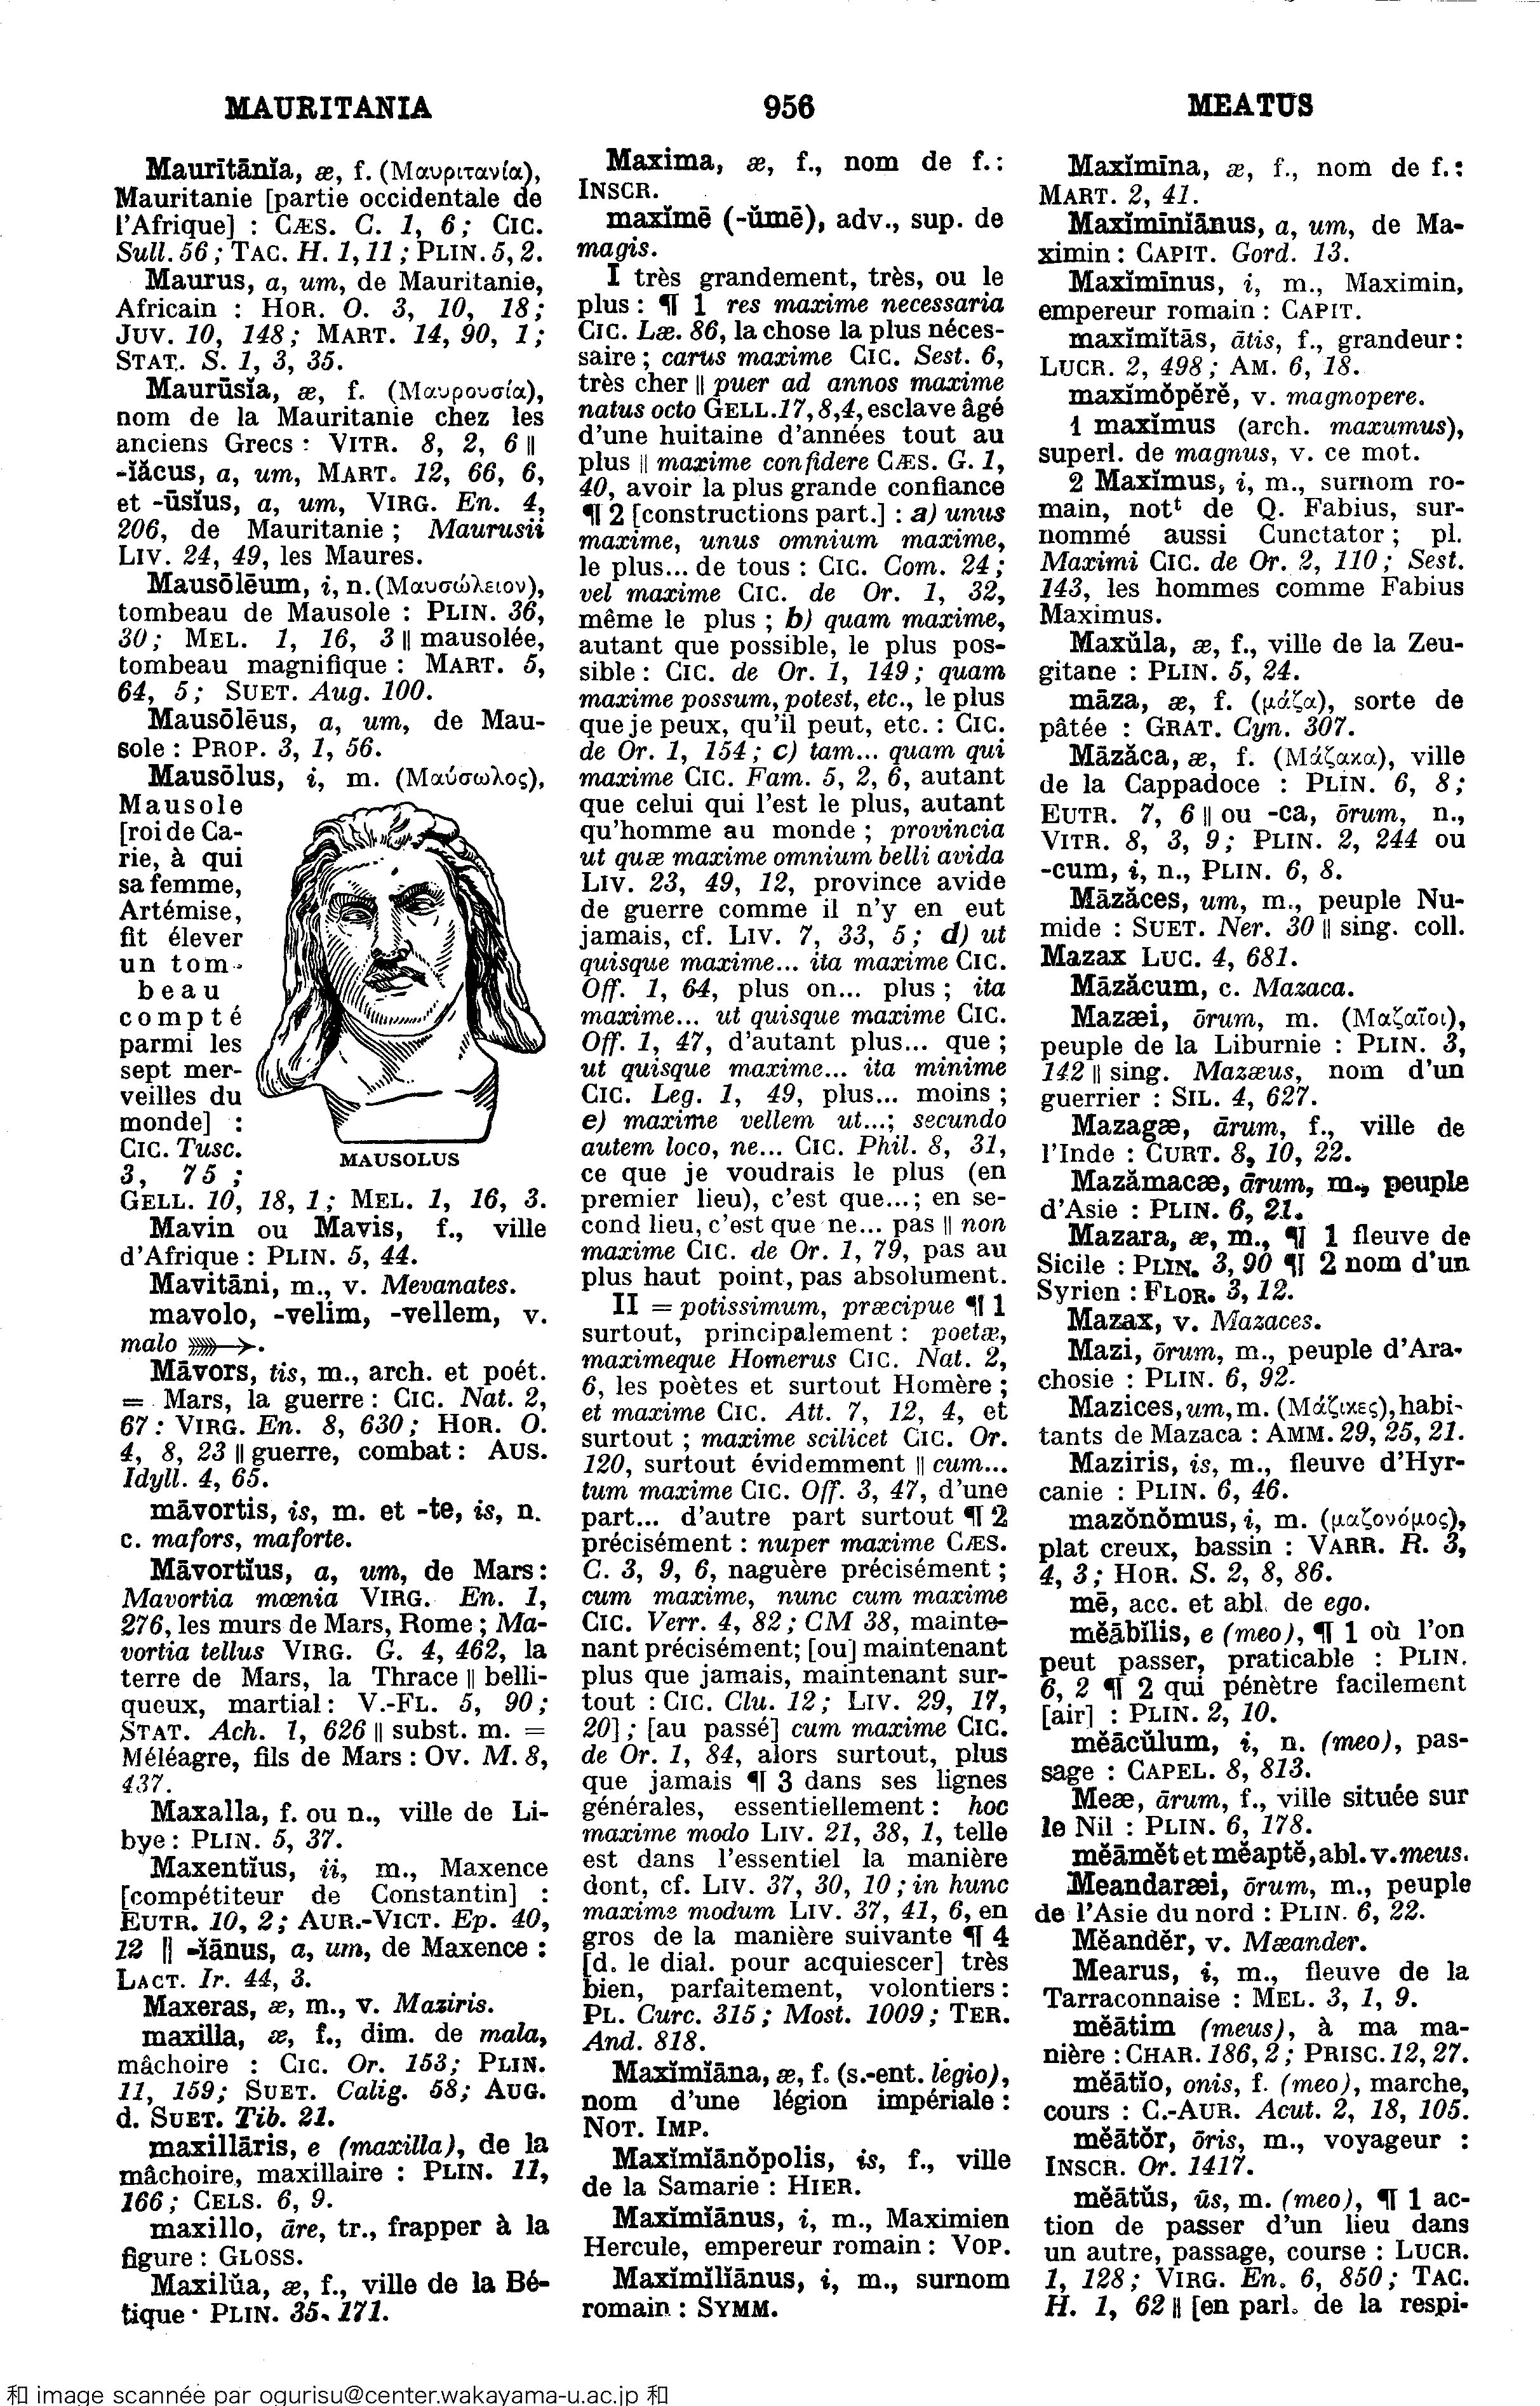 MAURITANIA
956
MEATUS
Maurītānĭa, æ, f. (Μαυριτανία),
Mauritanie [partie occidentale de
l'Afrique] : CÆS. C. 1, 6; CIC.
Sull. 56; TAC. H. 1, 11; PLIN. 5, 2.
Maurus, a, um, de Mauritanie,
Africain : HOR. O. 3, 10, 18;
JUV. 10, 148; MART. 14, 90, 1;
STAT. S. 1, 3, 35.
Maurūsĭa, æ, f. (Μαυρουσία),
nom de la Mauritanie chez les
anciens Grecs : VITR. 8, 2, 6 ||
-ĭăcus, a, um, MART. 12, 66, 6,
et -ūsĭus, a, um, VIRG. En. 4,
206, de Mauritanie; Maurusii
LIV. 24, 49, les Maures.
Mausōlēum, i, n. (Μαυσώλειον),
tombeau de Mausole : PLIN. 36,
30; MEL. 1, 16, 3 || mausolée,
tombeau magnifique : MART. 5,
64, 5; SUET. Aug. 100.
Mausōlēus, a, um, de Mau-
sole : PROP. 3, 1, 56.
Mausōlus, i, m. (Μαύσωλος),
Mausole
[roi de Ca-
rie, à qui
sa femme,
Artémise,
fit élever
un tom-
beau
compté
parmi les
sept mer-
veilles du
monde] :
CIC. Tusc.
3, 75;
MAUSOLUS
GELL. 10, 18, 1; MEL. 1, 16, 3.
Mavin ou Mavis, f., ville
d'Afrique : PLIN. 5, 44.
Mavitāni, m., v. Mevanates.
mavolo, -velim, -vellem, v.
malo ⟫→.
Māvors, tis, m., arch. et poét.
= Mars, la guerre : CIC. Nat. 2,
67 : VIRG. En. 8, 630; HOR. O.
4, 8, 23 || guerre, combat : AUS.
Idyll. 4, 65.
māvortis, is, m. et -te, is, n.
c. mafors, maforte.
Māvortĭus, a, um, de Mars :
Mavortia mœnia VIRG. En. 1,
276, les murs de Mars, Rome; Ma-
vortia tellus VIRG. G. 4, 462, la
terre de Mars, la Thrace || belli-
queux, martial : V.-FL. 5, 90;
STAT. Ach. 1, 626 || subst. m. =
Méléagre, fils de Mars : OV. M. 8,
437.
Maxalla, f. ou n., ville de Li-
bye : PLIN. 5, 37.
Maxentĭus, ii, m., Maxence
[compétiteur de Constantin] :
EUTR. 10, 2; AUR.-VICT. Ep. 40,
12 || -ĭānus, a, um, de Maxence :
LACT. Ir. 44, 3.
Maxeras, æ, m., v. Maziris.
maxilla, æ, f., dim. de mala,
mâchoire : CIC. Or. 153; PLIN.
11, 159; SUET. Calig. 58; AUG.
d. SUET. Tib. 21.
maxillāris, e (maxilla), de la
mâchoire, maxillaire : PLIN. 11,
166; CELS. 6, 9.
maxillo, āre, tr., frapper à la
figure : GLOSS.
Maxilŭa, æ, f., ville de la Bé-
tique · PLIN. 35, 171.
Maxima, æ, f., nom de f. :
INSCR.
maxĭmē (-ŭmē), adv., sup. de
magis.
I très grandement, très, ou le
plus : ¶ 1 res maxime necessaria
CIC. Læ. 86, la chose la plus néces-
saire; carus maxime CIC. Sest. 6,
très cher || puer ad annos maxime
natus octo GELL. 17, 8, 4, esclave âgé
d'une huitaine d'années tout au
plus || maxime confidere CÆS. G. 1,
40, avoir la plus grande confiance
¶ 2 [constructions part.] : a) unus
maxime, unus omnium maxime,
le plus... de tous : CIC. Com. 24;
vel maxime CIC. de Or. 1, 32,
même le plus; b) quam maxime,
autant que possible, le plus pos-
sible : CIC. de Or. 1, 149; quam
maxime possum, potest, etc., le plus
que je peux, qu'il peut, etc. : CIC.
de Or. 1, 154; c) tam... quam qui
maxime CIC. Fam. 5, 2, 6, autant
que celui qui l'est le plus, autant
qu'homme au monde; provincia
ut quæ maxime omnium belli avida
LIV. 23, 49, 12, province avide
de guerre comme il n'y en eut
jamais, cf. LIV. 7, 33, 5; d) ut
quisque maxime... ita maxime CIC.
Off. 1, 64, plus on... plus; ita
maxime... ut quisque maxime CIC.
Off. 1, 47, d'autant plus... que;
ut quisque maxime... ita minime
CIC. Leg. 1, 49, plus... moins;
e) maxime vellem ut...; secundo
autem loco, ne... CIC. Phil. 8, 31,
ce que je voudrais le plus (en
premier lieu), c'est que...; en se-
cond lieu, c'est que ne... pas || non
maxime CIC. de Or. 1, 79, pas au
plus haut point, pas absolument.
II = potissimum, præcipue ¶ 1
surtout, principalement : poetæ,
maximeque Homerus CIC. Nat. 2,
6, les poètes et surtout Homère;
et maxime CIC. Att. 7, 12, 4, et
surtout; maxime scilicet CIC. Or.
120, surtout évidemment || cum...
tum maxime CIC. Off. 3, 47, d'une
part... d'autre part surtout ¶ 2
précisément : nuper maxime CÆS.
C. 3, 9, 6, naguère précisément;
cum maxime, nunc cum maxime
CIC. Verr. 4, 82; CM 38, mainte-
nant précisément; [ou] maintenant
plus que jamais, maintenant sur-
tout : CIC. Clu. 12; LIV. 29, 17,
20]; [au passé] cum maxime CIC.
de Or. 1, 84, alors surtout, plus
que jamais ¶ 3 dans ses lignes
générales, essentiellement : hoc
maxime modo LIV. 21, 38, 1, telle
est dans l'essentiel la manière
dont, cf. LIV. 37, 30, 10; in hunc
maxime modum LIV. 37, 41, 6, en
gros de la manière suivante ¶ 4
[d. le dial. pour acquiescer] très
bien, parfaitement, volontiers :
PL. Curc. 315; Most. 1009; TER.
And. 818.
Maxĭmĭāna, æ, f. (s.-ent. legio),
nom d'une légion impériale :
NOT. IMP.
Maxĭmĭānŏpolis, is, f., ville
de la Samarie : HIER.
Maxĭmĭānus, i, m., Maximien
Hercule, empereur romain : VOP.
Maxĭmĭlĭānus, i, m., surnom
romain : SYMM.
Maxĭmīna, æ, f., nom de f. :
MART. 2, 41.
Maxĭmīnĭānus, a, um, de Ma-
ximin : CAPIT. Gord. 13.
Maxĭmīnus, i, m., Maximin,
empereur romain : CAPIT.
maxĭmĭtās, ātis, f., grandeur :
LUCR. 2, 498; AM. 6, 18.
maxĭmŏpĕrĕ, v. magnopere.
1 maxĭmus (arch. maxumus),
superl. de magnus, v. ce mot.
2 Maxĭmus, i, m., surnom ro-
main, notᵗ de Q. Fabius, sur-
nommé aussi Cunctator; pl.
Maximi CIC. de Or. 2, 110; Sest.
143, les hommes comme Fabius
Maximus.
Maxŭla, æ, f., ville de la Zeu-
gitane : PLIN. 5, 24.
māza, æ, f. (μάζα), sorte de
pâtée : GRAT. Cyn. 307.
Māzăca, æ, f. (Μάζακα), ville
de la Cappadoce : PLIN. 6, 8;
EUTR. 7, 6 || ou -ca, ōrum, n.,
VITR. 8, 3, 9; PLIN. 2, 244 ou
-cum, i, n., PLIN. 6, 8.
Māzăces, um, m., peuple Nu-
mide : SUET. Ner. 30 || sing. coll.
Mazax LUC. 4, 681.
Māzăcum, c. Mazaca.
Mazæi, ōrum, m. (Μαζαῖοι),
peuple de la Liburnie : PLIN. 3,
142 || sing. Mazæus, nom d'un
guerrier : SIL. 4, 627.
Mazagæ, ārum, f., ville de
l'Inde : CURT. 8, 10, 22.
Mazămacæ, ārum, m., peuple
d'Asie : PLIN. 6, 21.
Mazara, æ, m., ¶ 1 fleuve de
Sicile : PLIN. 3, 90 ¶ 2 nom d'un
Syrien : FLOR. 3, 12.
Mazax, v. Mazaces.
Mazi, ōrum, m., peuple d'Ara-
chosie : PLIN. 6, 92.
Mazices, um, m. (Μάζικες), habi-
tants de Mazaca : AMM. 29, 25, 21.
Maziris, is, m., fleuve d'Hyr-
canie : PLIN. 6, 46.
mazŏnŏmus, i, m. (μαζονόμος),
plat creux, bassin : VARR. R. 3,
4, 3; HOR. S. 2, 8, 86.
mē, acc. et abl. de ego.
mĕābĭlis, e (meo), ¶ 1 où l'on
peut passer, praticable : PLIN.
6, 2 ¶ 2 qui pénètre facilement
[air] : PLIN. 2, 10.
mĕācŭlum, i, n. (meo), pas-
sage : CAPEL. 8, 813.
Meæ, ārum, f., ville située sur
le Nil : PLIN. 6, 178.
mĕāmĕt et mĕaptĕ, abl. v. meus.
Meandaræi, ōrum, m., peuple
de l'Asie du nord : PLIN. 6, 22.
Mĕandĕr, v. Mæander.
Mearus, i, m., fleuve de la
Tarraconnaise : MEL. 3, 1, 9.
mĕātim (meus), à ma ma-
nière : CHAR. 186, 2; PRISC. 12, 27.
mĕātĭo, onis, f. (meo), marche,
cours : C.-AUR. Acut. 2, 18, 105.
mĕātŏr, ōris, m., voyageur :
INSCR. Or. 1417.
mĕātŭs, ūs, m. (meo), ¶ 1 ac-
tion de passer d'un lieu dans
un autre, passage, course : LUCR.
1, 128; VIRG. En. 6, 850; TAC.
H. 1, 62 || [en parl. de la respi-
和 image scannée par ogurisu@center.wakayama-u.ac.jp 和